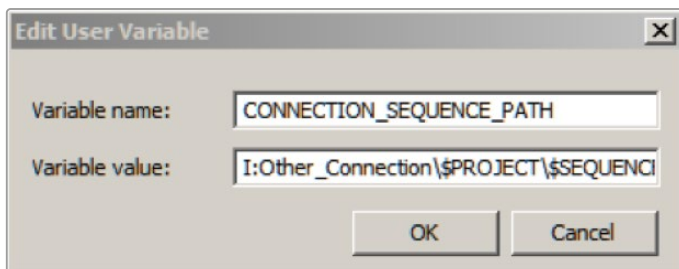 Edit User Variable
Variable name: CONNECTION_SEQUENCE_PATH
Variable value: I:Other_Connection\$PROJECT\$SEQUENC
OK Cancel